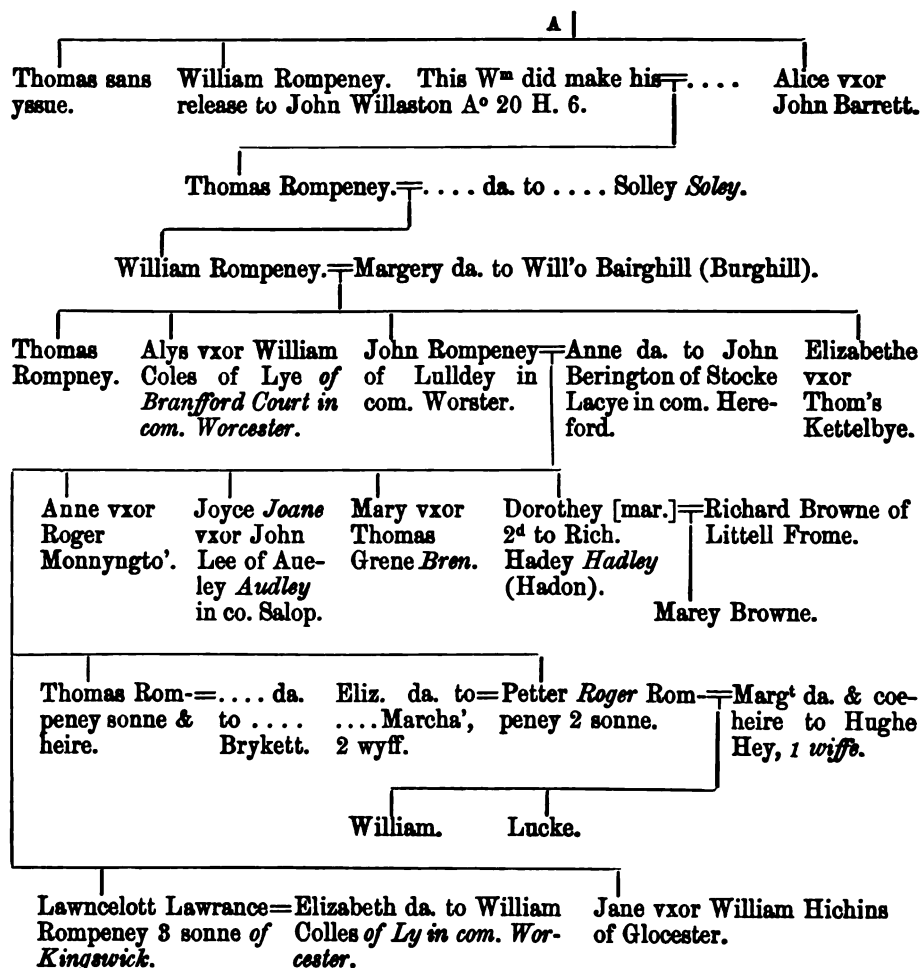 A
Thomas sans
yssue.
William Rompeney. This Wᵐ did make his=....
release to John Willaston Aᵒ 20 H. 6.
Alice vxor
John Barrett.
Thomas Rompeney.=.... da. to .... Solley Soley.
William Rompeney.=Margery da. to Will'o Bairghill (Burghill).
Thomas
Rompney.
Alys vxor William
Coles of Lye of
Branfford Court in
com. Worcester.
John Rompeney=
of Lulldey in
com. Worster.
Anne da. to John
Berington of Stocke
Lacye in com. Here-
ford.
Elizabethe
vxor
Thom's
Kettelbye.
Anne vxor
Roger
Monnyngto'.
Joyce Joane
vxor John
Lee of Aue-
ley Audley
in co. Salop.
Mary vxor
Thomas
Grene Bren.
Dorothey [mar.]=
2ᵈ to Rich.
Hadey Hadley
(Hadon).
Richard Browne of
Littell Frome.
Marey Browne.
Thomas Rom-=
peney sonne &
heire.
.... da.
to ....
Brykett.
Eliz. da. to=
....Marcha',
2 wyff.
Petter Roger Rom-=
peney 2 sonne.
Margᵗ da. & coe-
heire to Hughe
Hey, 1 wiffe.
William.
Lucke.
Lawncelott Lawrance=
Rompeney 3 sonne of
Kingswick.
Elizabeth da. to William
Colles of Ly in com. Wor-
cester.
Jane vxor William Hichins
of Glocester.